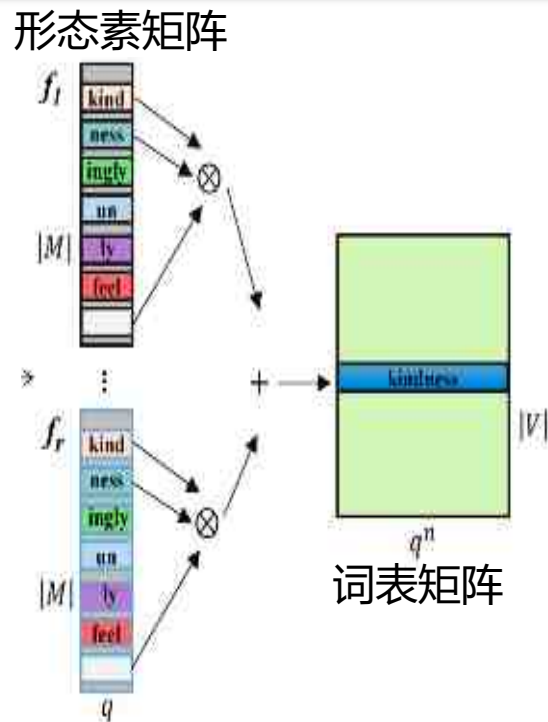 形态素矩阵
f₁
kind
ness
ingly
un
|M|
ly
feel
⊗
⋮
+
kindness
|V|
fᵣ
kind
ness
ingly
un
|M|
ly
feel
⊗
q
qⁿ
词表矩阵